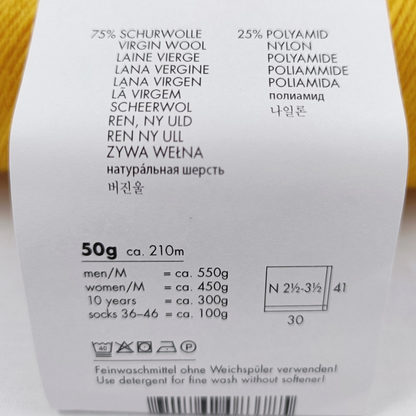 75% SCHURWOLLE
VIRGIN WOOL
LAINE VIERGE
LANA VERGINE
LANA VIRGEN
LÃ VIRGEM
SCHEERWOL
REN, NY ULD
REN NY ULL
ZYWA WEŁNA
натура́льная шерсть
버진울
25% POLYAMID
NYLON
POLYAMIDE
POLIAMMIDE
POLIAMIDA
полиамид
나일론
50g ca. 210m
men/M = ca. 550g
women/M = ca. 450g
10 years = ca. 300g
socks 36–46 = ca. 100g
N 2½-3½ 41
30
40 P
Feinwaschmittel ohne Weichspüler verwenden!
Use detergent for fine wash without softener!